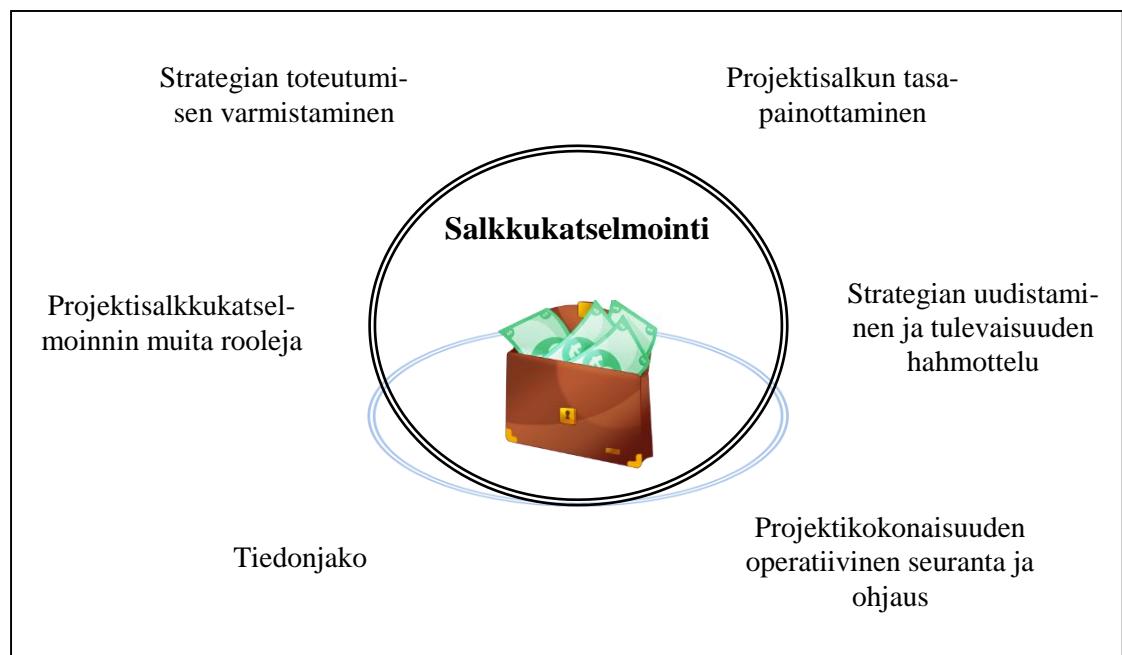 Strategian toteutumi-
sen varmistaminen
Projektisalkun tasa-
painottaminen
Salkkukatselmointi
Projektisalkkukatsel-
moinnin muita rooleja
Strategian uudistami-
nen ja tulevaisuuden
hahmottelu
Tiedonjako
Projektikokonaisuuden
operatiivinen seuranta ja
ohjaus